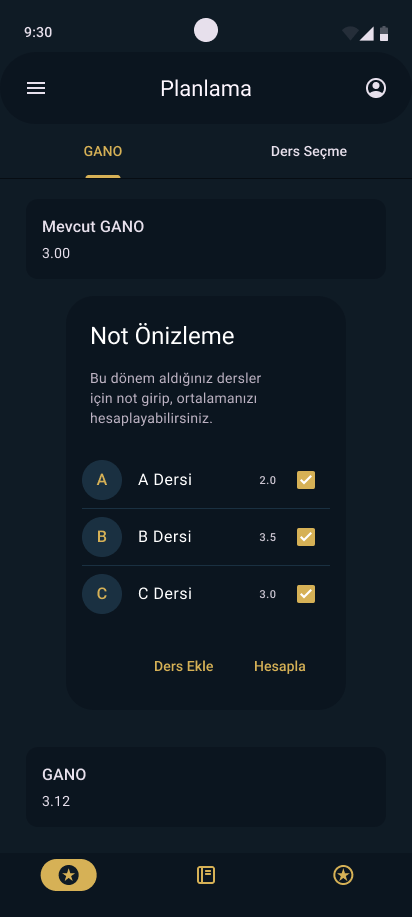 9:30
Planlama
GANO
Ders Seçme
Mevcut GANO
3.00
Not Önizleme
Bu dönem aldığınız dersler
için not girip, ortalamanızı
hesaplayabilirsiniz.
A A Dersi 2.0
B B Dersi 3.5
C C Dersi 3.0
Ders Ekle Hesapla
GANO
3.12